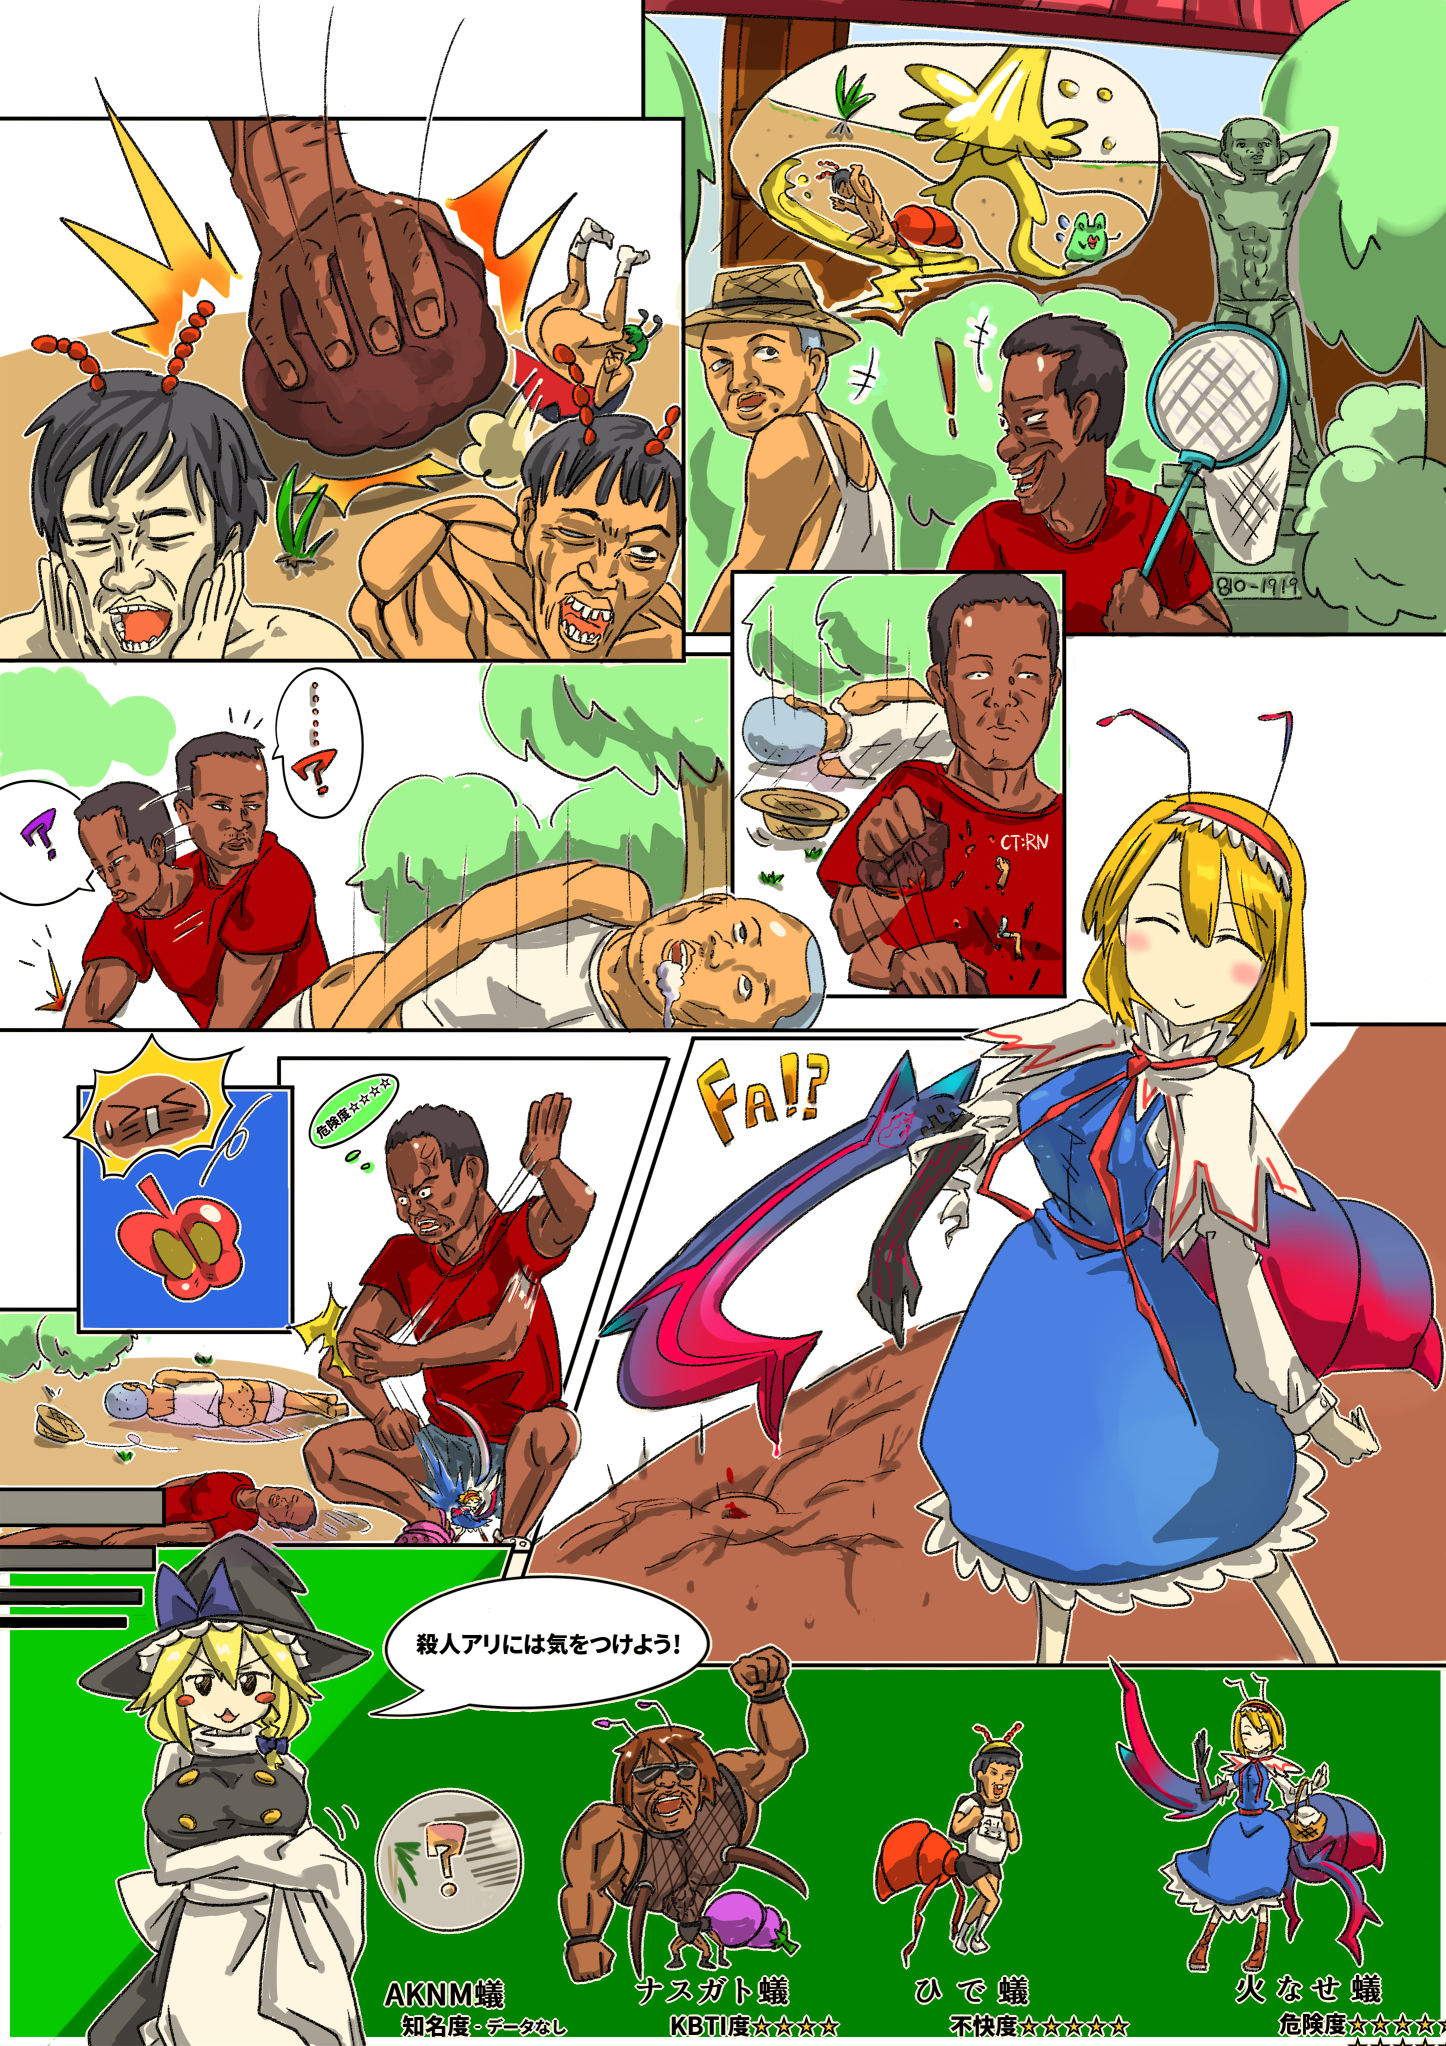 !
810-1919
CT:RN
……?
?
危険度☆☆☆☆
FA!?
殺人アリには気をつけよう!
?
AKNM蟻
知名度 - データなし
ナスガト蟻
KBTI度☆☆☆☆
ひで蟻
不快度☆☆☆☆☆
火なせ蟻
危険度☆☆☆☆☆
☆☆☆☆☆